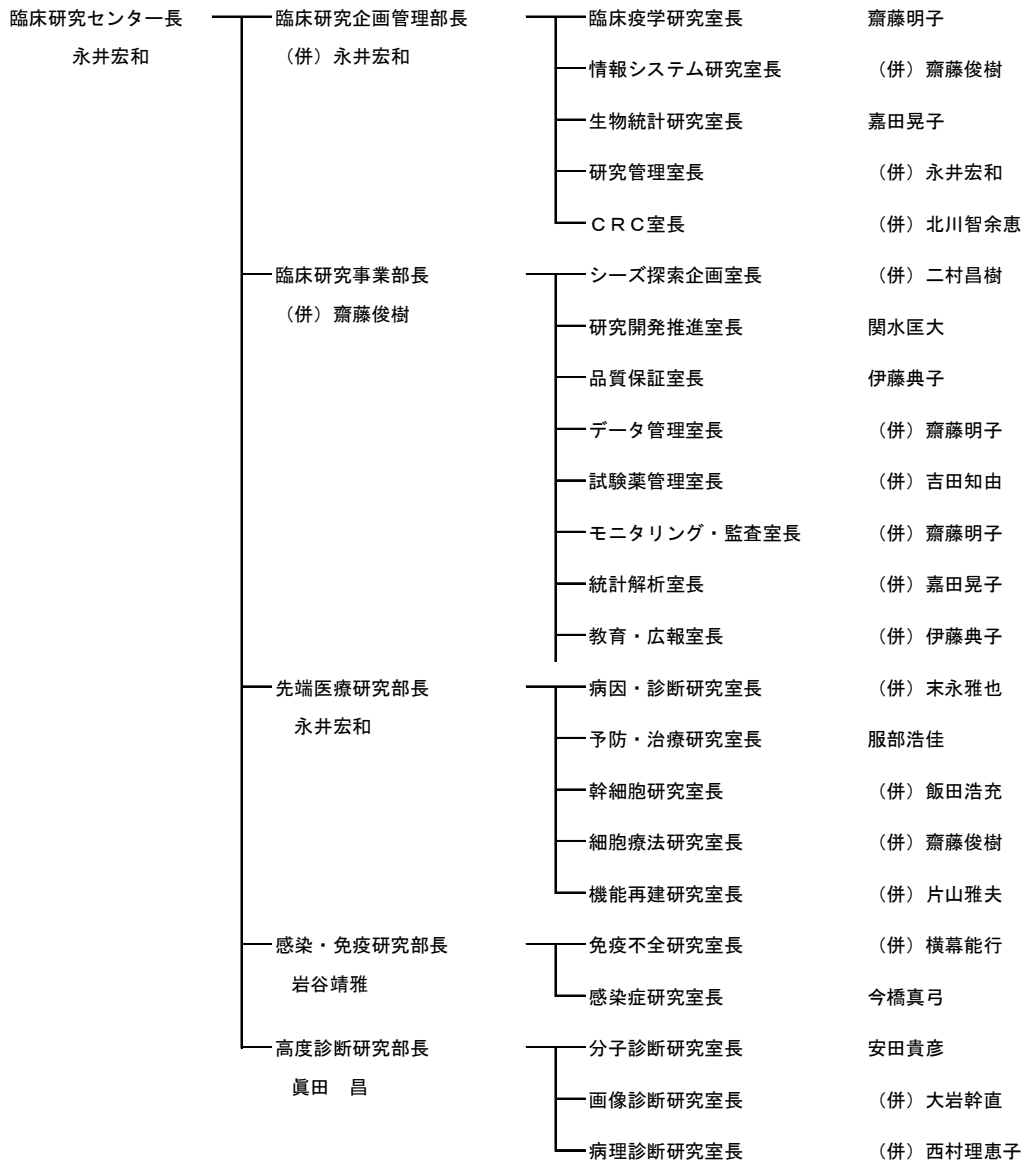 臨床研究センター長 臨床研究企画管理部長 臨床疫学研究室長 齋藤明子
永井宏和 （併）永井宏和
情報システム研究室長 （併）齋藤俊樹
生物統計研究室長 嘉田晃子
研究管理室長 （併）永井宏和
ＣＲＣ室長 （併）北川智余恵
臨床研究事業部長 シーズ探索企画室長 （併）二村昌樹
（併）齋藤俊樹
研究開発推進室長 関水匡大
品質保証室長 伊藤典子
データ管理室長 （併）齋藤明子
試験薬管理室長 （併）吉田知由
モニタリング・監査室長 （併）齋藤明子
統計解析室長 （併）嘉田晃子
教育・広報室長 （併）伊藤典子
先端医療研究部長 病因・診断研究室長 （併）末永雅也
永井宏和
予防・治療研究室長 服部浩佳
幹細胞研究室長 （併）飯田浩充
細胞療法研究室長 （併）齋藤俊樹
機能再建研究室長 （併）片山雅夫
感染・免疫研究部長 免疫不全研究室長 （併）横幕能行
岩谷靖雅
感染症研究室長 今橋真弓
高度診断研究部長 分子診断研究室長 安田貴彦
眞田　昌
画像診断研究室長 （併）大岩幹直
病理診断研究室長 （併）西村理恵子